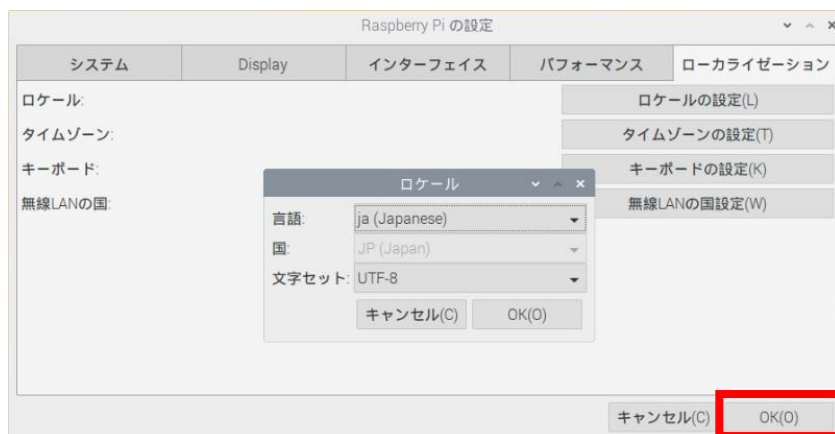 Raspberry Pi の設定
システム Display インターフェイス パフォーマンス ローカライゼーション
ロケール: ロケールの設定(L)
タイムゾーン: タイムゾーンの設定(T)
キーボード: キーボードの設定(K)
無線LANの国: 無線LANの国設定(W)
ロケール
言語: ja (Japanese)
国: JP (Japan)
文字セット: UTF-8
キャンセル(C) OK(O)
キャンセル(C) OK(O)